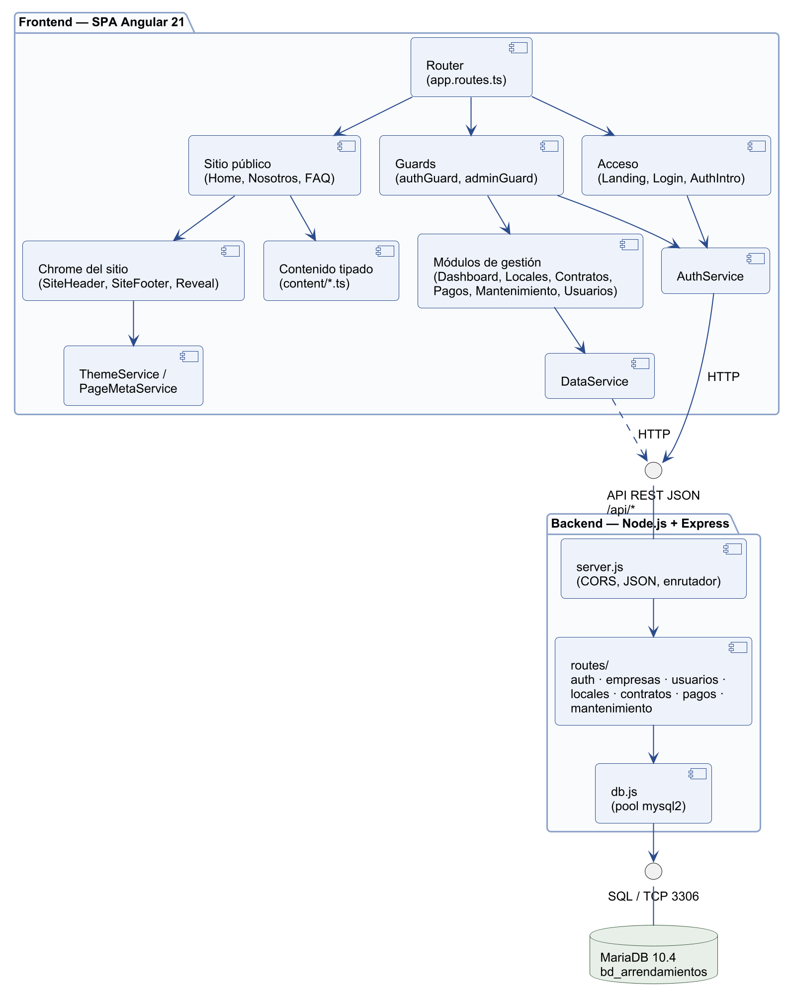 Frontend — SPA Angular 21
Router
(app.routes.ts)
Sitio público
(Home, Nosotros, FAQ)
Guards
(authGuard, adminGuard)
Acceso
(Landing, Login, AuthIntro)
Chrome del sitio
(SiteHeader, SiteFooter, Reveal)
Contenido tipado
(content/*.ts)
Módulos de gestión
(Dashboard, Locales, Contratos,
Pagos, Mantenimiento, Usuarios)
AuthService
ThemeService /
PageMetaService
DataService
HTTP
HTTP
API REST JSON
/api/*
Backend — Node.js + Express
server.js
(CORS, JSON, enrutador)
routes/
auth · empresas · usuarios ·
locales · contratos · pagos ·
mantenimiento
db.js
(pool mysql2)
SQL / TCP 3306
MariaDB 10.4
bd_arrendamientos